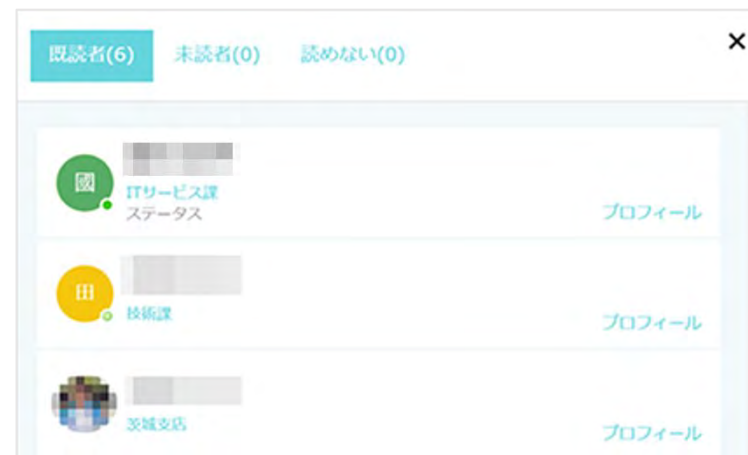 既読者(6) 未読者(0) 読めない(0)
國
ITサービス課
ステータス
プロフィール
田
技術課
プロフィール
茨城支店
プロフィール